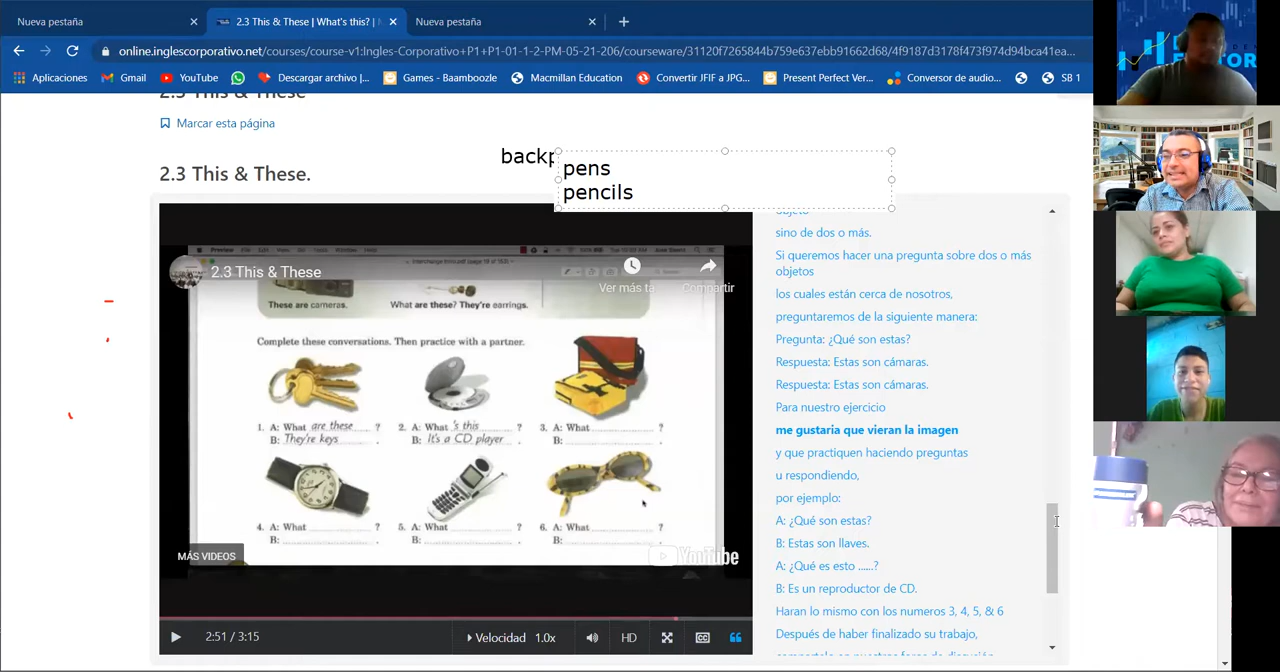 Nueva pestaña
2.3 This & These | What's this? |
Nueva pestaña
online.inglescorporativo.net/courses/course-v1:Ingles-Corporativo+P1+P1-01-1-2-PM-05-21-206/courseware/31120f7265844b759e637ebb91662d68/4f9187d3178f473f974d94bca41ea...
Aplicaciones
Gmail
YouTube
Descargar archivo |...
Games - Baamboozle
Macmillan Education
Convertir JFIF a JPG...
Present Perfect Ver...
Conversor de audio...
SB 1
2.3 This & These
Marcar esta página
backp
pens
pencils
2.3 This & These.
2.3 This & These
Ver más ta
Compartir
These are cameras.
What are these? They're earrings.
Complete these conversations. Then practice with a partner.
1. A: What are these ?
B: They're keys
2. A: What 's this ?
B: It's a CD player
3. A: What ?
B:
4. A: What ?
B:
5. A: What ?
B:
6. A: What ?
B:
MÁS VIDEOS
YouTube
2:51 / 3:15
Velocidad 1.0x
HD
objeto
sino de dos o más.
Si queremos hacer una pregunta sobre dos o más
objetos
los cuales están cerca de nosotros,
preguntaremos de la siguiente manera:
Pregunta: ¿Qué son estas?
Respuesta: Estas son cámaras.
Respuesta: Estas son cámaras.
Para nuestro ejercicio
me gustaria que vieran la imagen
y que practiquen haciendo preguntas
u respondiendo,
por ejemplo:
A: ¿Qué son estas?
B: Estas son llaves.
A: ¿Qué es esto ......?
B: Es un reproductor de CD.
Haran lo mismo con los numeros 3, 4, 5, & 6
Después de haber finalizado su trabajo,